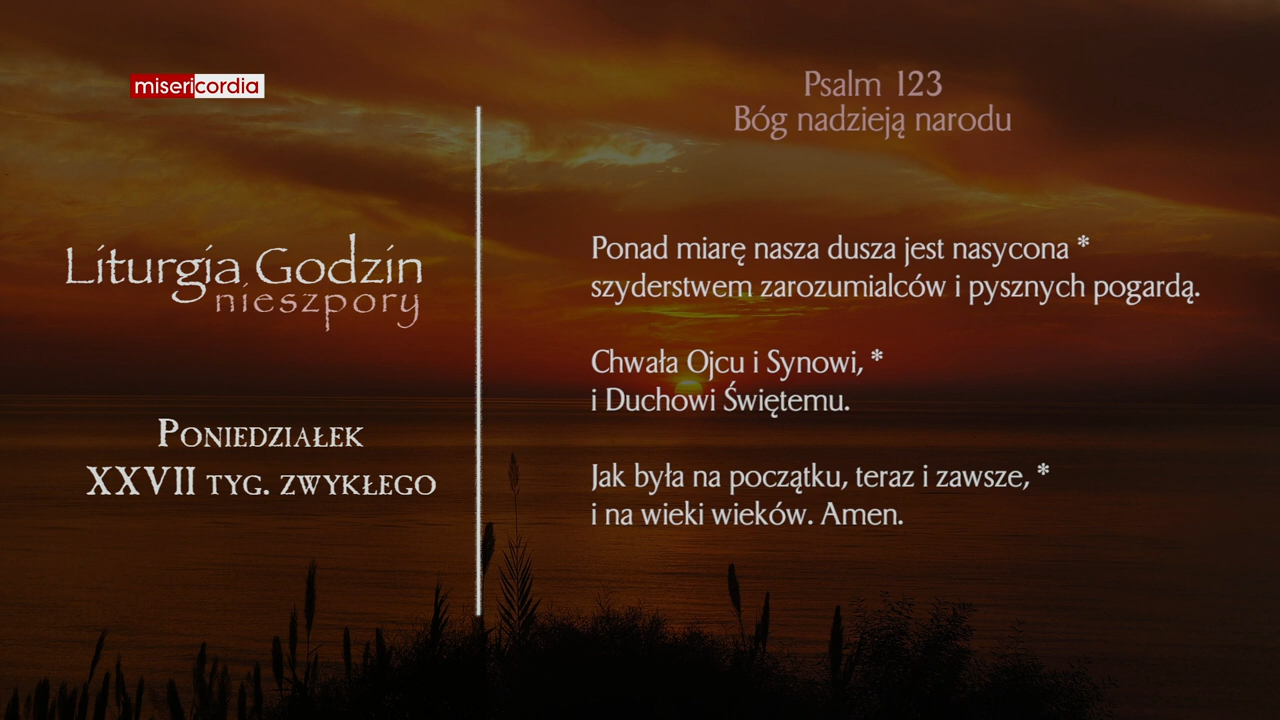 misericordia
Liturgia Godzin
nieszpory
Poniedziałek
XXVII tyg. zwykłego
Psalm 123
Bóg nadzieją narodu
Ponad miarę nasza dusza jest nasycona *
szyderstwem zarozumialców i pysznych pogardą.
Chwała Ojcu i Synowi, *
i Duchowi Świętemu.
Jak była na początku, teraz i zawsze, *
i na wieki wieków. Amen.